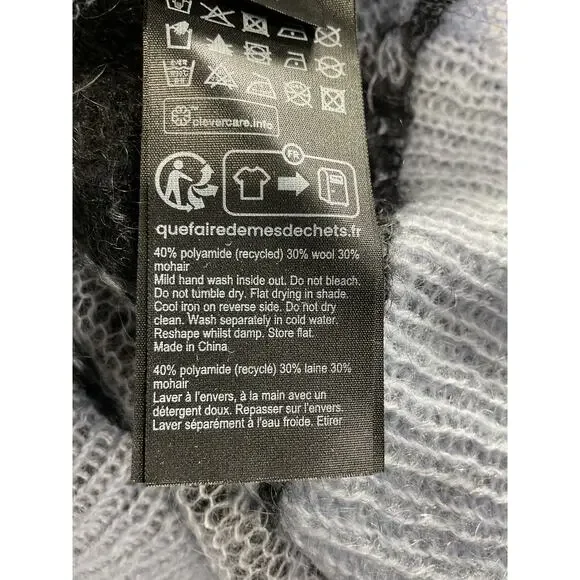 clevercare.info
FR
quefairedemesdechets.fr
40% polyamide (recycled) 30% wool 30%
mohair
Mild hand wash inside out. Do not bleach.
Do not tumble dry. Flat drying in shade.
Cool iron on reverse side. Do not dry
clean. Wash separately in cold water.
Reshape whilst damp. Store flat.
Made in China
40% polyamide (recyclé) 30% laine 30%
mohair
Laver à l'envers, à la main avec un
détergent doux. Repasser sur l'envers.
Laver séparément à l'eau froide. Etirer